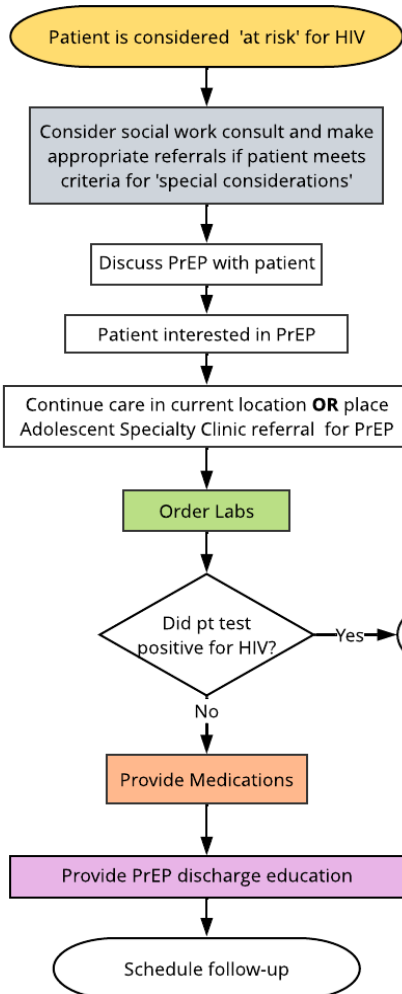 Patient is considered 'at risk' for HIV
Consider social work consult and make
appropriate referrals if patient meets
criteria for 'special considerations'
Discuss PrEP with patient
Patient interested in PrEP
Continue care in current location OR place
Adolescent Specialty Clinic referral for PrEP
Order Labs
Did pt test
positive for HIV?
Yes
No
Provide Medications
Provide PrEP discharge education
Schedule follow-up